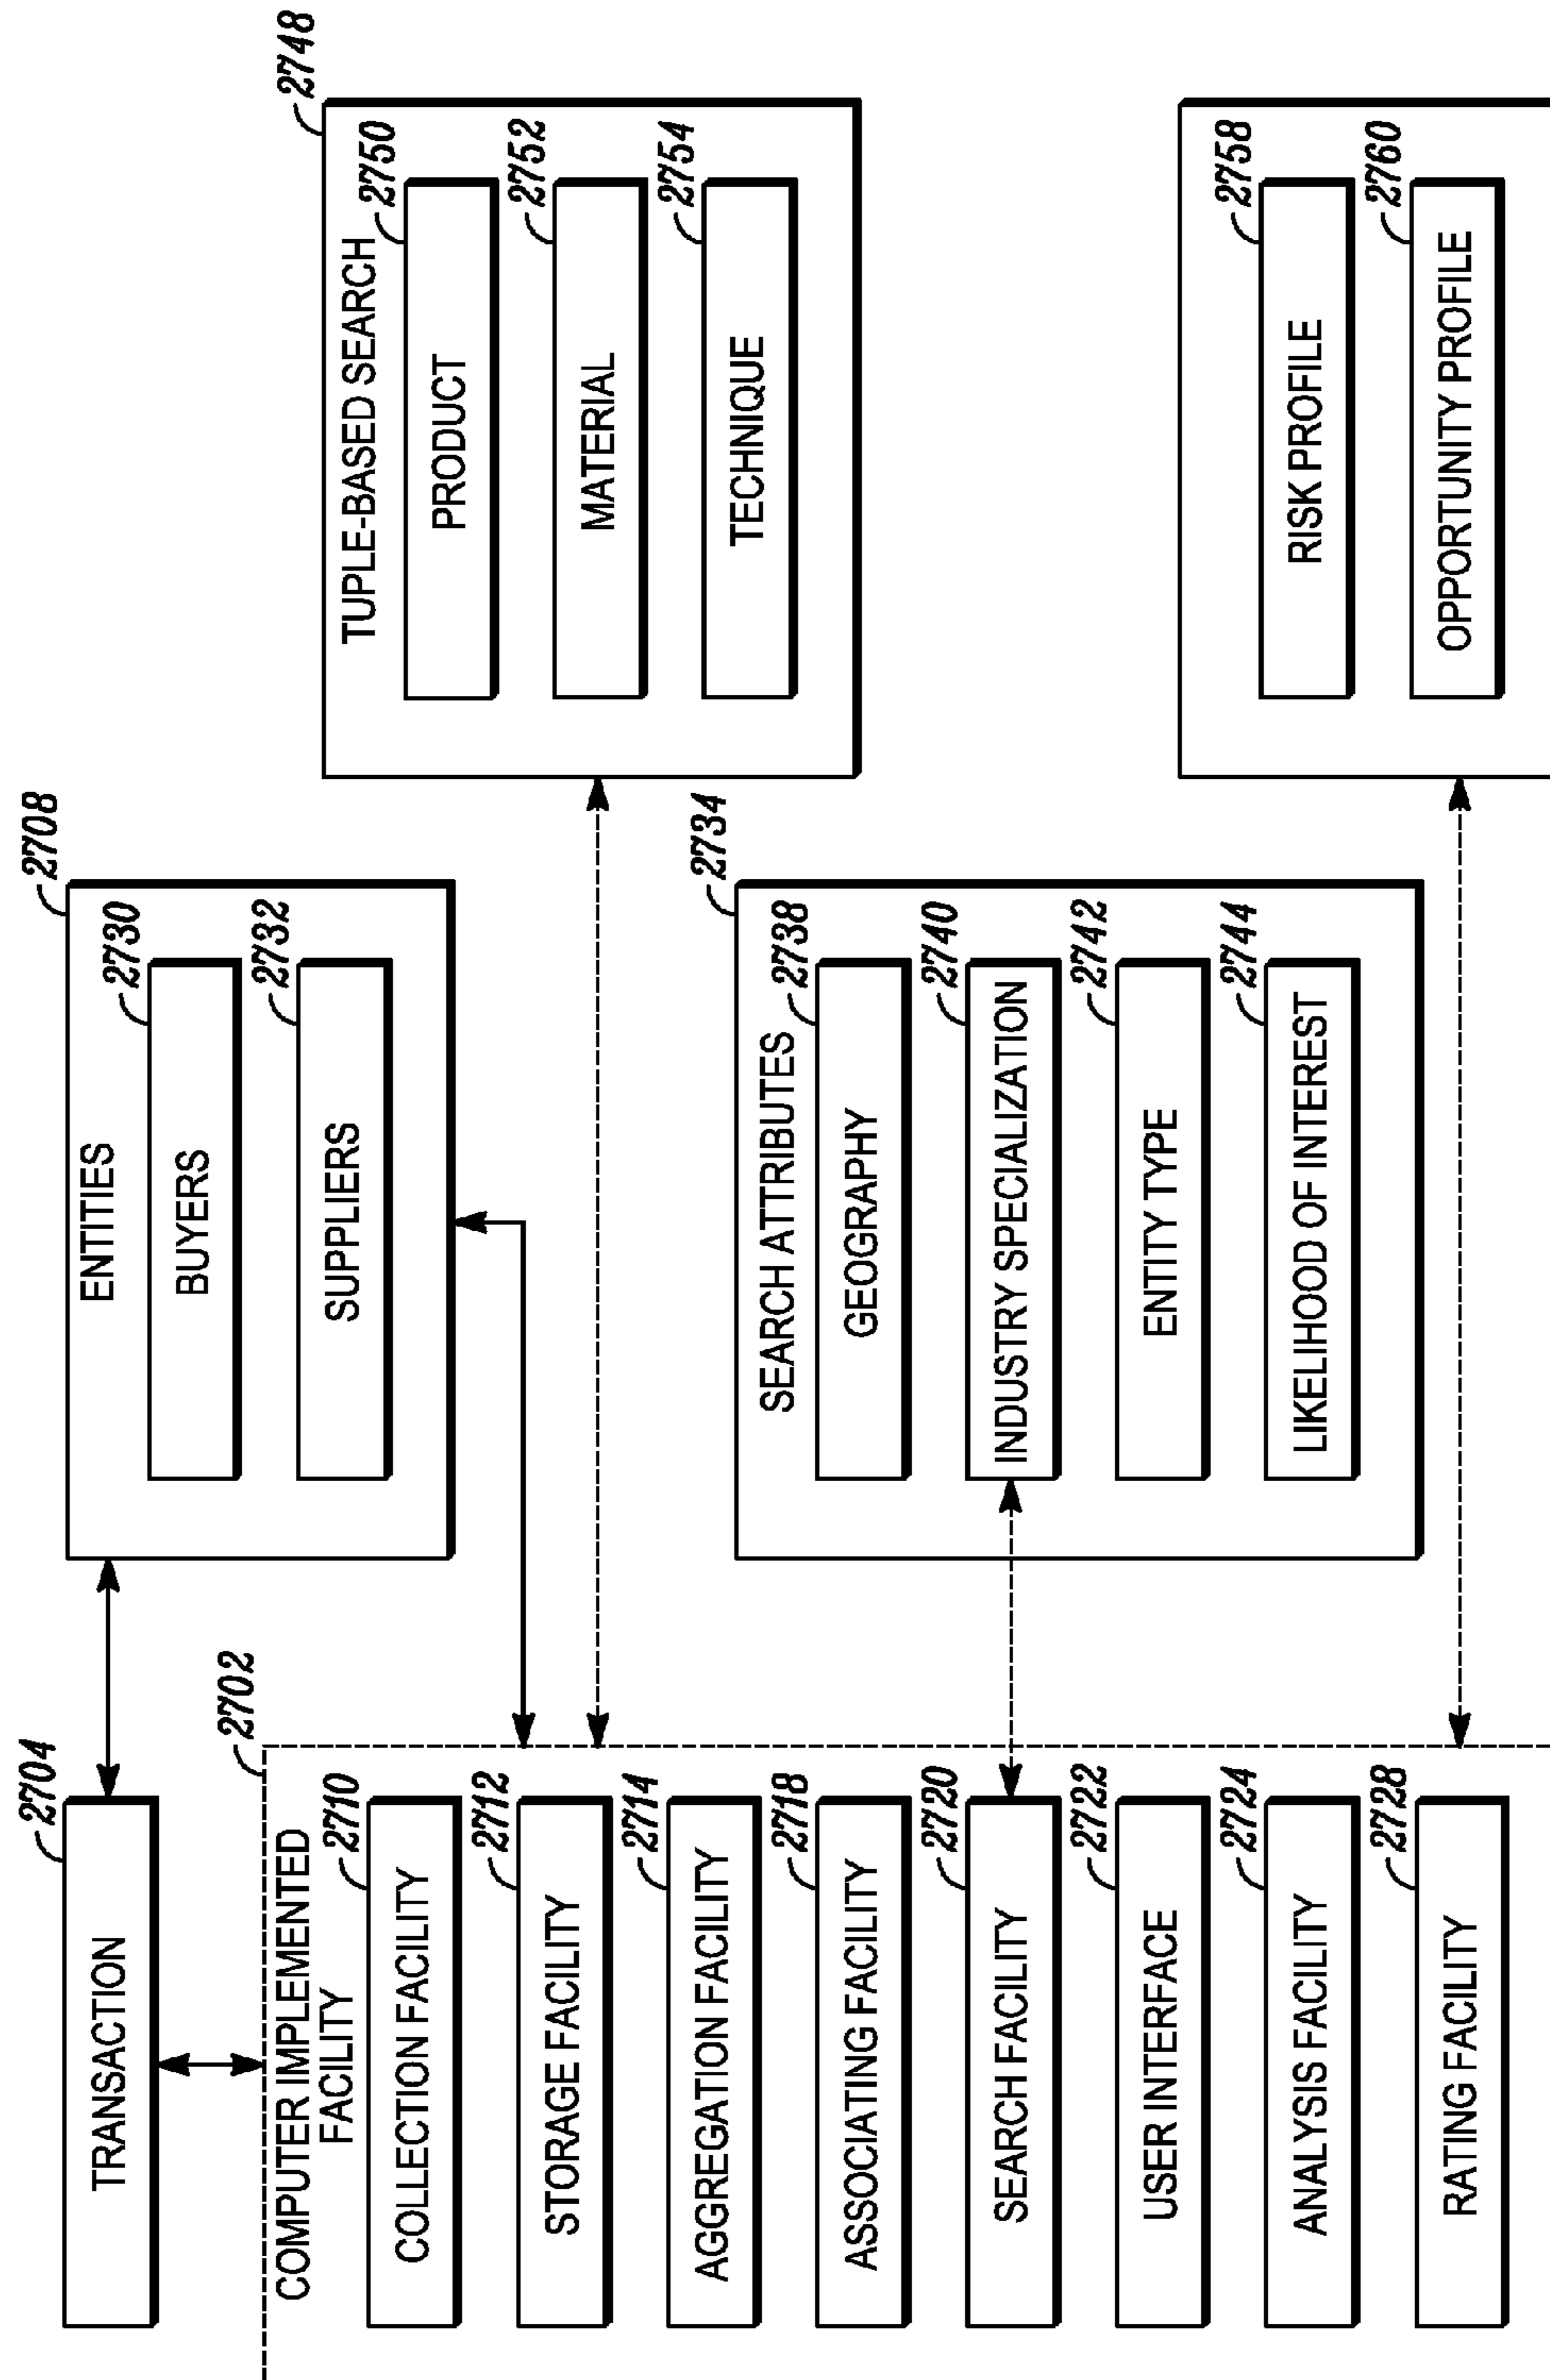 TRANSACTION
2704
COMPUTER IMPLEMENTED
FACILITY
2702
COLLECTION FACILITY
2710
STORAGE FACILITY
2712
AGGREGATION FACILITY
2714
ASSOCIATING FACILITY
2718
SEARCH FACILITY
2720
USER INTERFACE
2722
ANALYSIS FACILITY
2724
RATING FACILITY
2728
ENTITIES
2708
BUYERS
2730
SUPPLIERS
2732
SEARCH ATTRIBUTES
2734
GEOGRAPHY
2738
INDUSTRY SPECIALIZATION
2740
ENTITY TYPE
2742
LIKELIHOOD OF INTEREST
2744
TUPLE-BASED SEARCH
2748
PRODUCT
2750
MATERIAL
2752
TECHNIQUE
2754
RISK PROFILE
2758
OPPORTUNITY PROFILE
2760